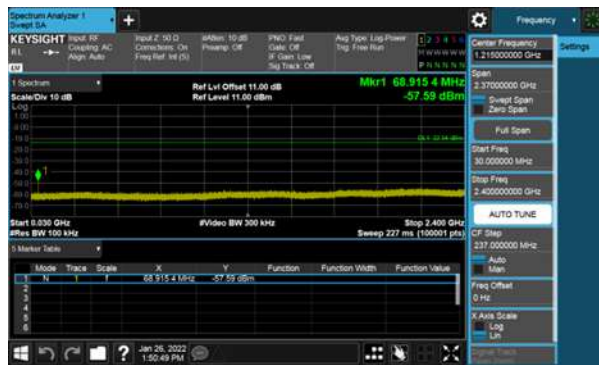 Spectrum Analyzer 1
Swept SA
+
Frequency
KEYSIGHT
Input: RF
Coupling: AC
Align: Auto
Input Z: 50 Ω
Corrections: On
Freq Ref: Int (S)
#Atten: 10 dB
Preamp: Off
PNO: Fast
Gate: Off
IF Gain: Low
Sig Track: Off
Avg Type: Log-Power
Trig: Free Run
1 2 3 4 5 6
Center Frequency
1.215000000 GHz
Settings
1 Spectrum
Scale/Div 10 dB
Ref Lvl Offset 11.00 dB
Ref Level 11.00 dBm
Mkr1 68.915 4 MHz
-57.59 dBm
Log
1.00
Span
2.37000000 GHz
Swept Span
Zero Span
Full Span
Start Freq
30.000000 MHz
Stop Freq
2.400000000 GHz
AUTO TUNE
CF Step
237.000000 MHz
Auto
Man
Freq Offset
0 Hz
X Axis Scale
Log
Lin
Start 0.030 GHz
#Res BW 100 kHz
#Video BW 300 kHz
Stop 2.400 GHz
Sweep 227 ms (100001 pts)
5 Marker Table
Mode Trace Scale X Y Function Function Width Function Value
1 N 1 f 68.915 4 MHz -57.59 dBm
2
3
4
5
6
Jan 26, 2022
1:50:49 PM